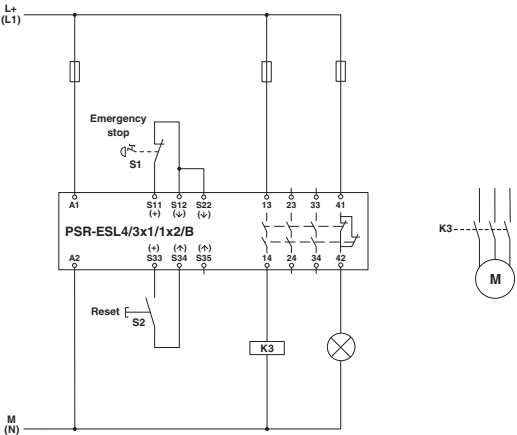 L+
(L1)
Emergency
stop
S1
A1
S11
(+)
S12
(↓)
S22
(↓)
13
23
33
41
PSR-ESL4/3x1/1x2/B
A2
(+)
S33
(↑)
S34
(↑)
S35
14
24
34
42
Reset
S2
K3
K3
M
M
(N)